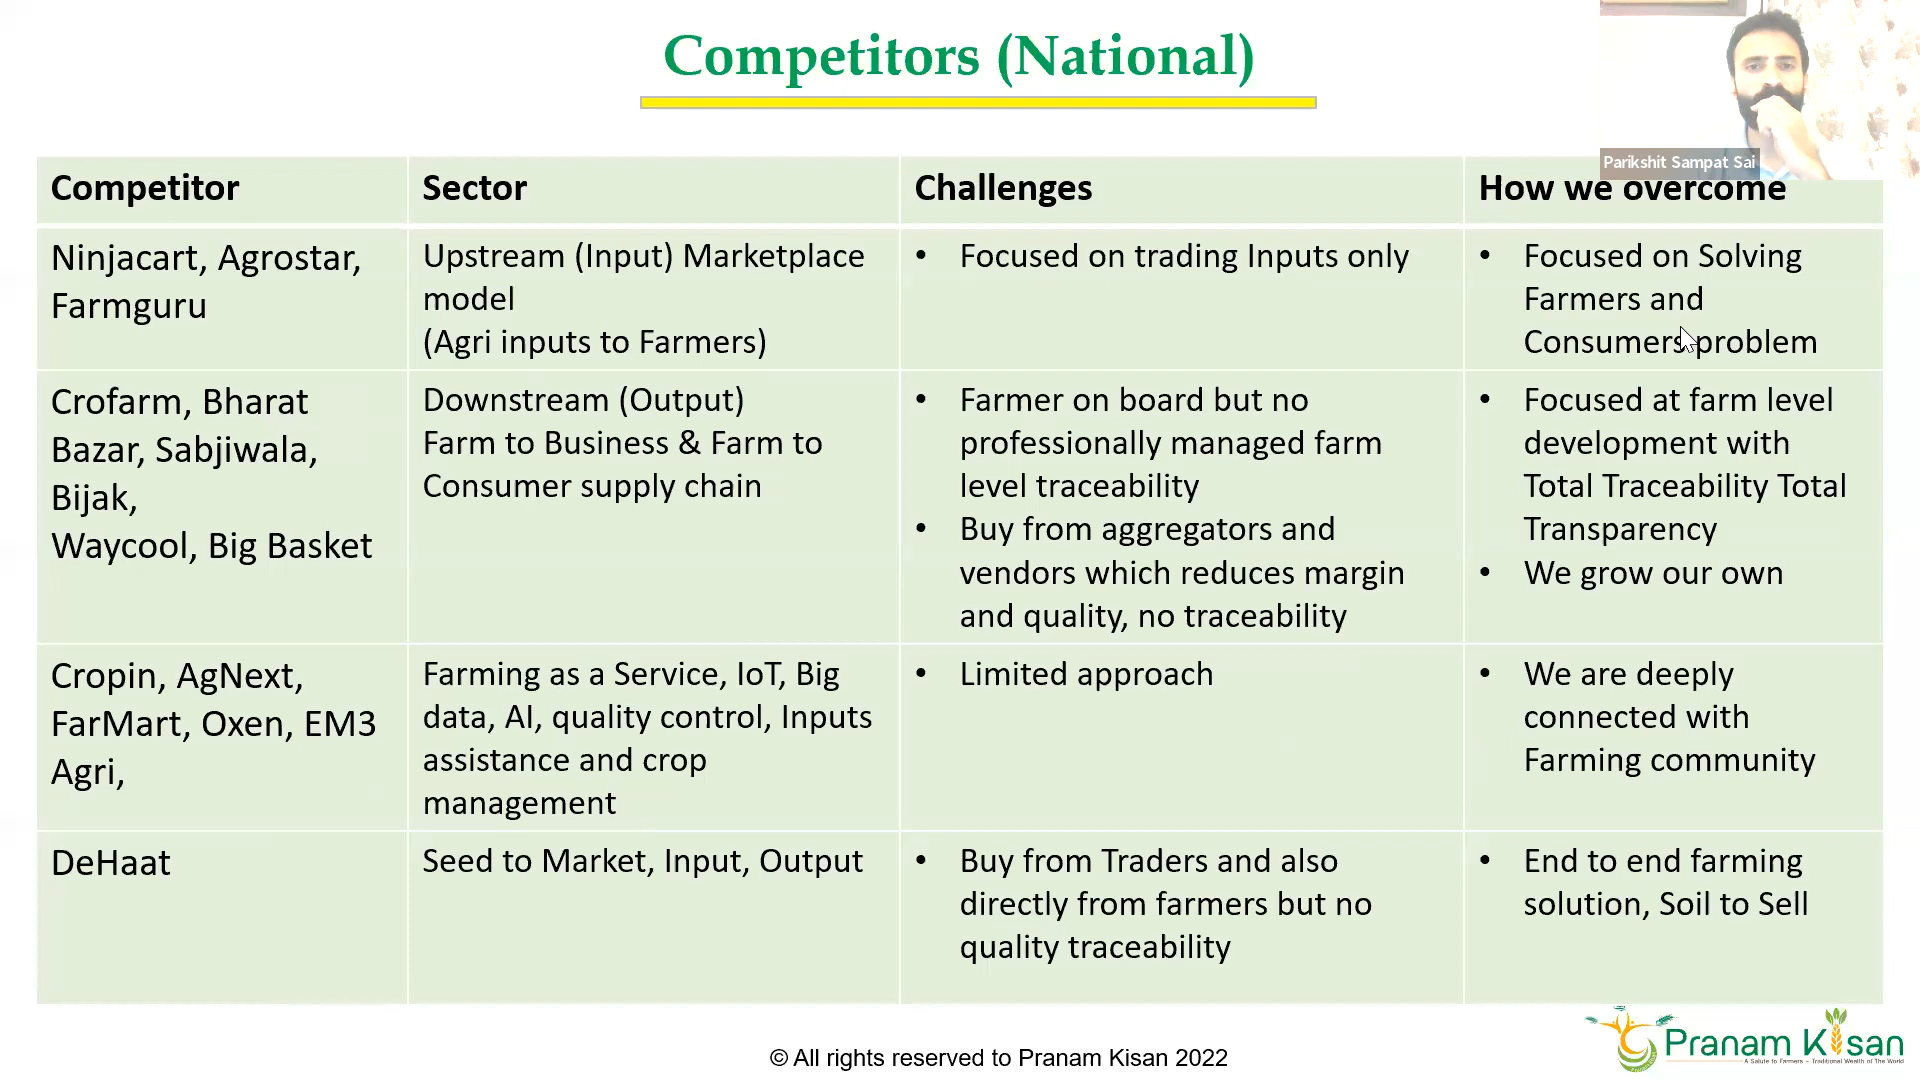 Competitors (National)
Parikshit Sampat Sai
Competitor
Sector
Challenges
How we overcome
Ninjacart, Agrostar,
Farmguru
Upstream (Input) Marketplace
model
(Agri inputs to Farmers)
• Focused on trading Inputs only
• Focused on Solving
Farmers and
Consumers problem
Crofarm, Bharat
Bazar, Sabjiwala,
Bijak,
Waycool, Big Basket
Downstream (Output)
Farm to Business & Farm to
Consumer supply chain
• Farmer on board but no
professionally managed farm
level traceability
• Buy from aggregators and
vendors which reduces margin
and quality, no traceability
• Focused at farm level
development with
Total Traceability Total
Transparency
• We grow our own
Cropin, AgNext,
FarMart, Oxen, EM3
Agri,
Farming as a Service, IoT, Big
data, AI, quality control, Inputs
assistance and crop
management
• Limited approach
• We are deeply
connected with
Farming community
DeHaat
Seed to Market, Input, Output
• Buy from Traders and also
directly from farmers but no
quality traceability
• End to end farming
solution, Soil to Sell
© All rights reserved to Pranam Kisan 2022
Pranam Kisan
A Salute to Farmers – Traditional Wealth of The World